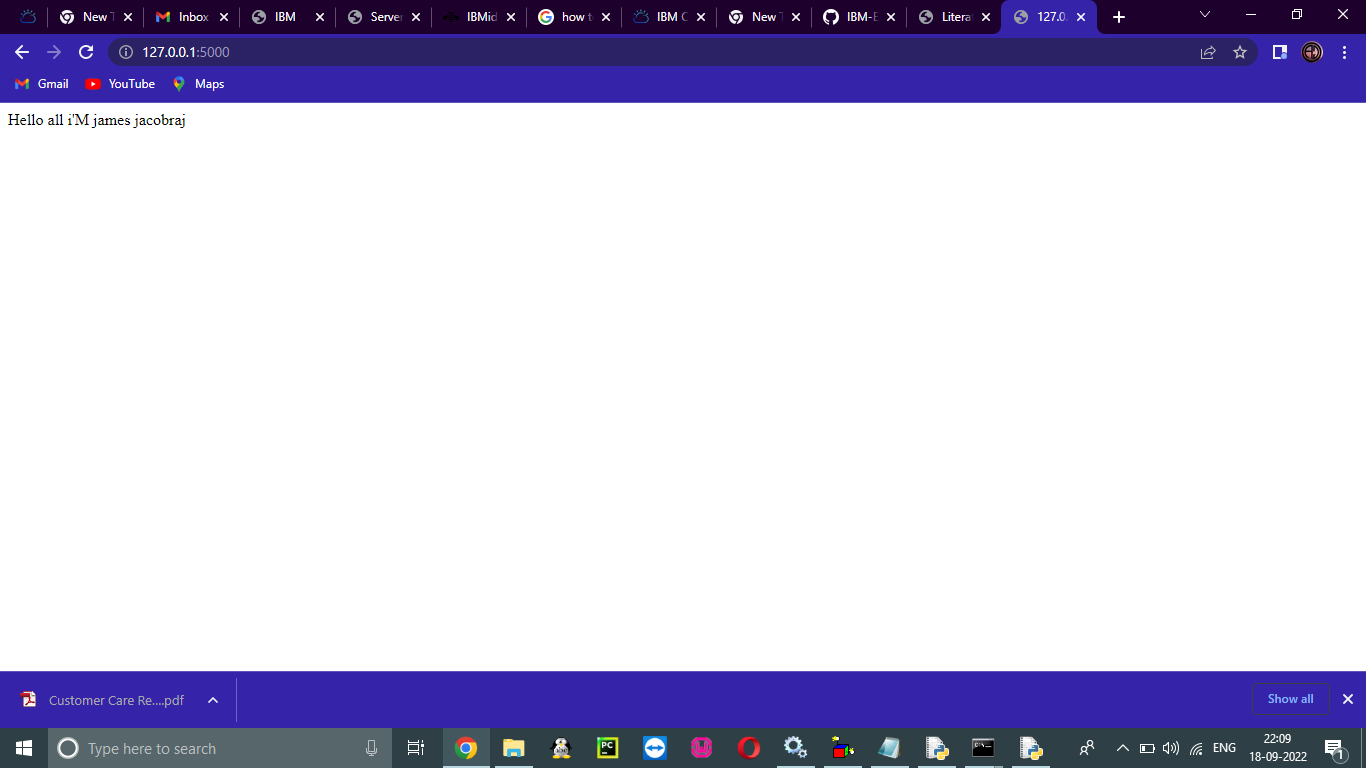 New T
Inbox
IBM
Server
IBMid
how t
IBM C
New T
IBM-E
Litera
127.0.
127.0.0.1:5000
Gmail
YouTube
Maps
Hello all i'M james jacobraj
Customer Care Re....pdf
Show all
Type here to search
PC
ENG
22:09
18-09-2022
1